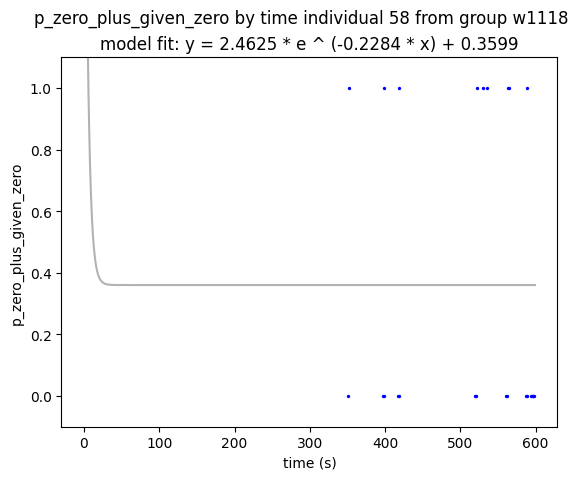 p_zero_plus_given_zero by time individual 58 from group w1118
model fit: y = 2.4625 * e ^ (-0.2284 * x) + 0.3599
1.0
0.8
0.6
0.4
0.2
0.0
p_zero_plus_given_zero
0 100 200 300 400 500 600
time (s)